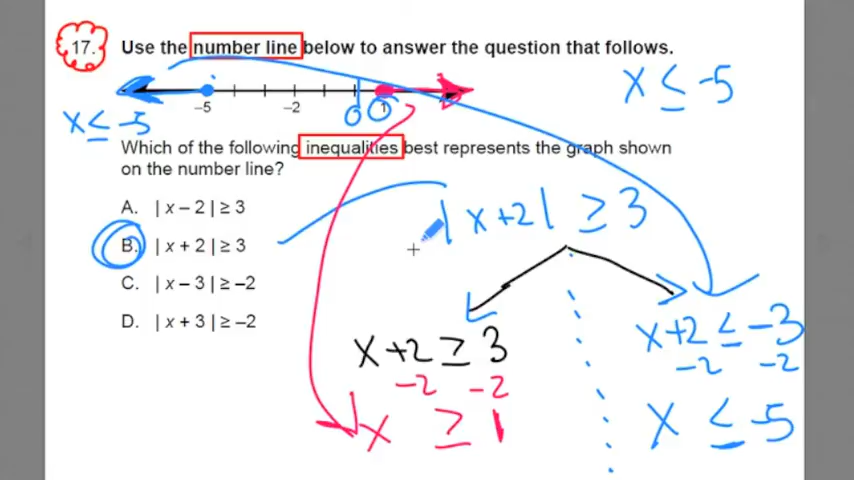 17. Use the number line below to answer the question that follows.
x ≤ -5
-5 -2 0 1
x ≤ -5
Which of the following inequalities best represents the graph shown
on the number line?
A. | x – 2 | ≥ 3
B. | x + 2 | ≥ 3
C. | x – 3 | ≥ –2
D. | x + 3 | ≥ –2
|x+2| ≥ 3
x+2 ≥ 3
-2 -2
x ≥ 1
x+2 ≤ -3
-2 -2
x ≤ -5